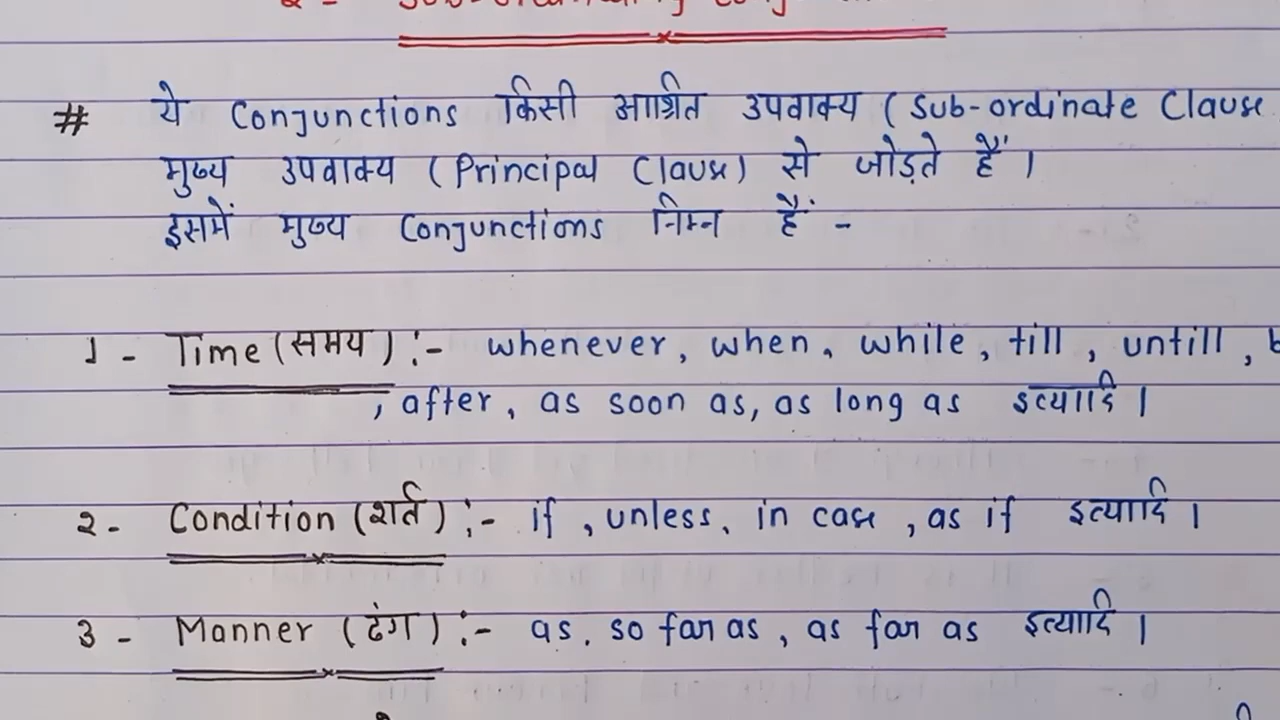 # ये Conjunctions किसी आश्रित उपवाक्य ( Sub-ordinate Clause
मुख्य उपवाक्य ( Principal Clause) से जोड़ते हैं ।
इसमें मुख्य Conjunctions निम्न हैं -
1 - Time (समय) :- whenever, when, while, till, untill,
, after, as soon as, as long as इत्यादि ।
2 - Condition (शर्त) :- if, unless, in case, as if इत्यादि ।
3 - Manner (ढंग) :- as, so far as, as far as इत्यादि ।